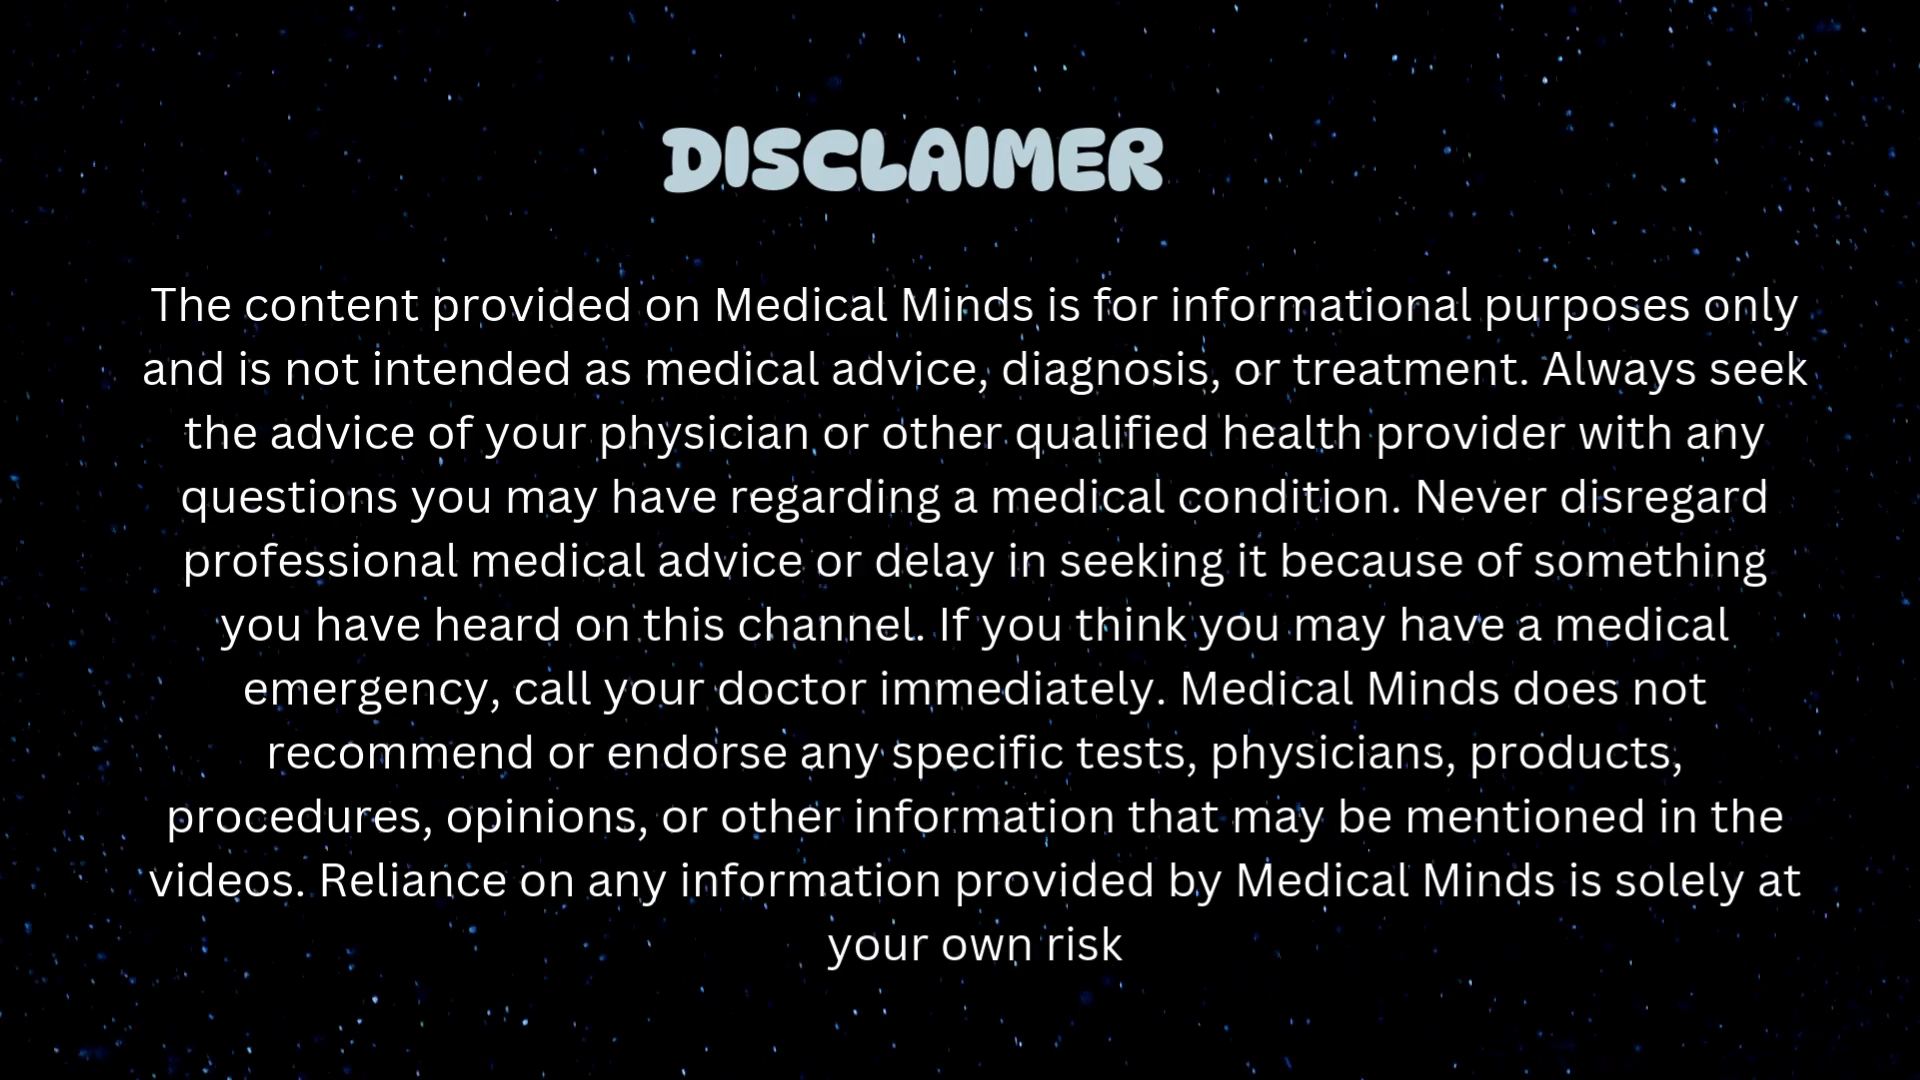 DISCLAIMER
The content provided on Medical Minds is for informational purposes only
and is not intended as medical advice, diagnosis, or treatment. Always seek
the advice of your physician or other qualified health provider with any
questions you may have regarding a medical condition. Never disregard
professional medical advice or delay in seeking it because of something
you have heard on this channel. If you think you may have a medical
emergency, call your doctor immediately. Medical Minds does not
recommend or endorse any specific tests, physicians, products,
procedures, opinions, or other information that may be mentioned in the
videos. Reliance on any information provided by Medical Minds is solely at
your own risk